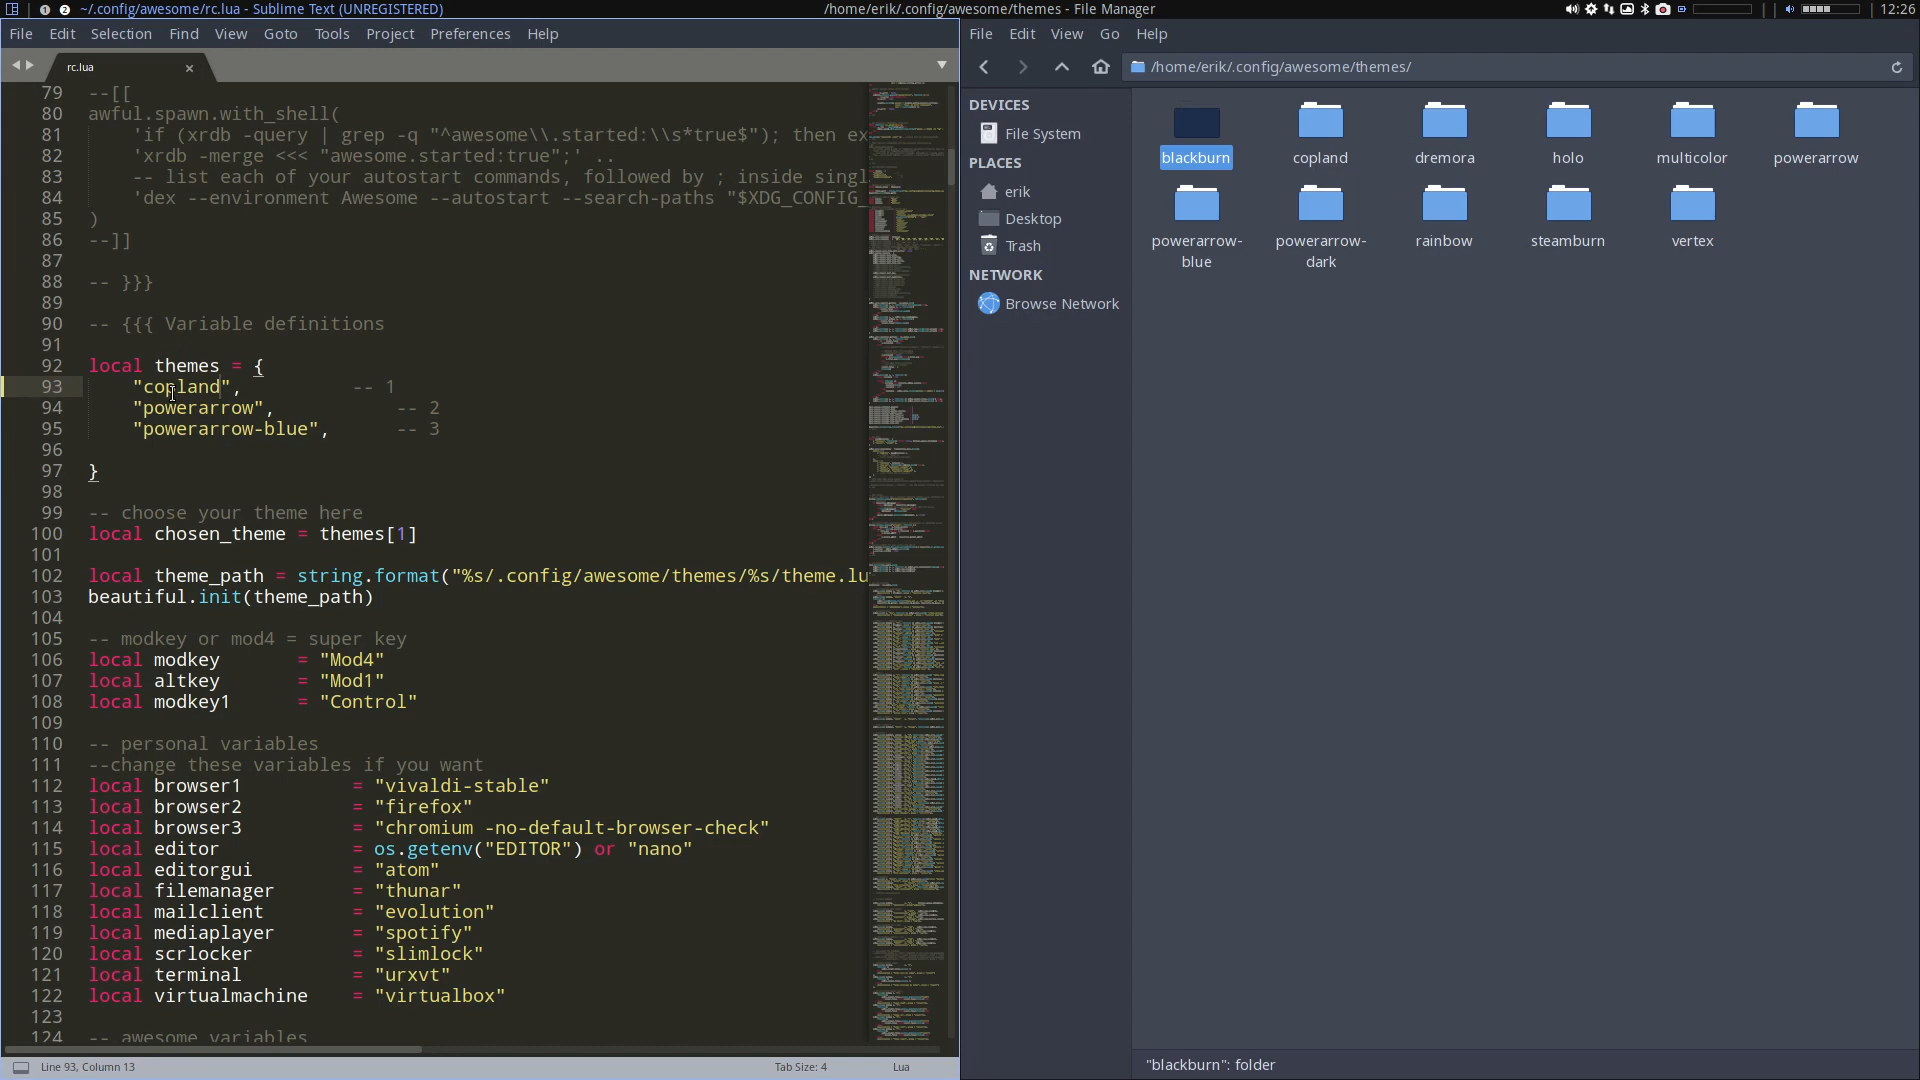 1 2 ~/.config/awesome/rc.lua - Sublime Text (UNREGISTERED)
/home/erik/.config/awesome/themes - File Manager
12:26
File Edit Selection Find View Goto Tools Project Preferences Help
rc.lua
79 --[[
80 awful.spawn.with_shell(
81 'if (xrdb -query | grep -q "^awesome\\.started:\\s*true$"); then ex
82 'xrdb -merge <<< "awesome.started:true";' ..
83 -- list each of your autostart commands, followed by ; inside singl
84 'dex --environment Awesome --autostart --search-paths "$XDG_CONFIG_
85 )
86 --]]
87
88 -- }}}
89
90 -- {{{ Variable definitions
91
92 local themes = {
93 "copland", -- 1
94 "powerarrow", -- 2
95 "powerarrow-blue", -- 3
96
97 }
98
99 -- choose your theme here
100 local chosen_theme = themes[1]
101
102 local theme_path = string.format("%s/.config/awesome/themes/%s/theme.lu
103 beautiful.init(theme_path)
104
105 -- modkey or mod4 = super key
106 local modkey = "Mod4"
107 local altkey = "Mod1"
108 local modkey1 = "Control"
109
110 -- personal variables
111 --change these variables if you want
112 local browser1 = "vivaldi-stable"
113 local browser2 = "firefox"
114 local browser3 = "chromium -no-default-browser-check"
115 local editor = os.getenv("EDITOR") or "nano"
116 local editorgui = "atom"
117 local filemanager = "thunar"
118 local mailclient = "evolution"
119 local mediaplayer = "spotify"
120 local scrlocker = "slimlock"
121 local terminal = "urxvt"
122 local virtualmachine = "virtualbox"
123
124 -- awesome variables
Line 93, Column 13
Tab Size: 4
Lua
File Edit View Go Help
/home/erik/.config/awesome/themes/
DEVICES
File System
PLACES
erik
Desktop
Trash
NETWORK
Browse Network
blackburn copland dremora holo multicolor powerarrow
powerarrow-blue powerarrow-dark rainbow steamburn vertex
"blackburn": folder